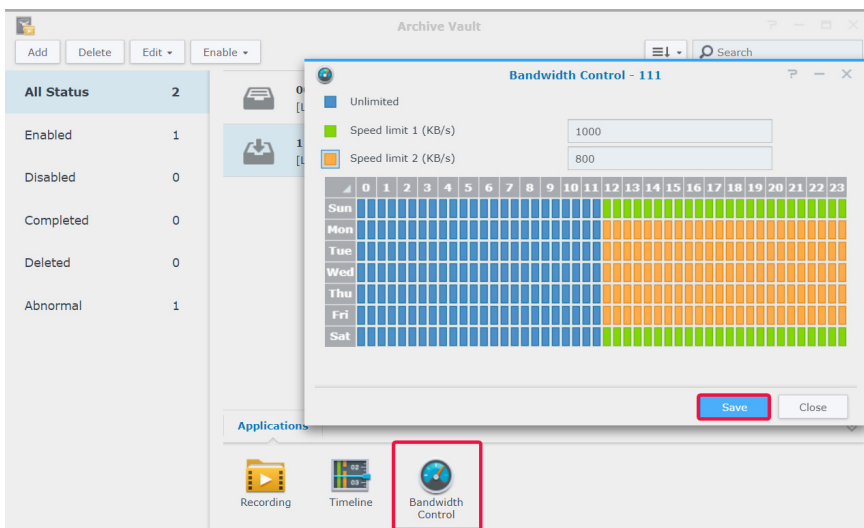 Archive Vault
Add Delete Edit Enable Search
Bandwidth Control - 111
All Status 2
Enabled 1
Disabled 0
Completed 0
Deleted 0
Abnormal 1
Unlimited
Speed limit 1 (KB/s) 1000
Speed limit 2 (KB/s) 800
0 1 2 3 4 5 6 7 8 9 10 11 12 13 14 15 16 17 18 19 20 21 22 23
Sun
Mon
Tue
Wed
Thu
Fri
Sat
Save Close
Applications
Recording Timeline Bandwidth
Control